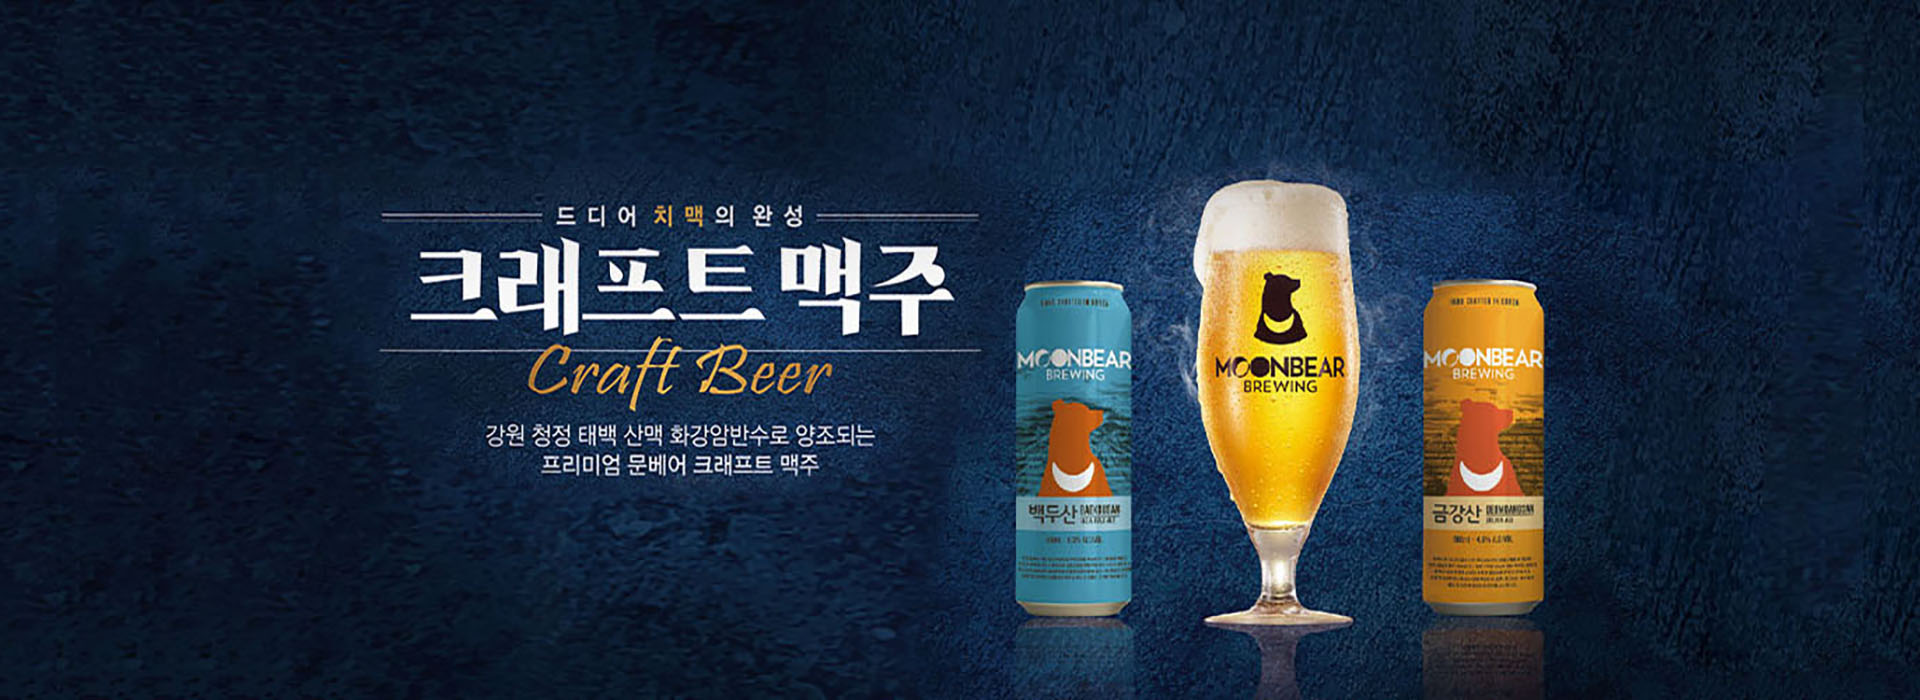 드디어 치맥의 완성
크래프트 맥주
Craft Beer
강원 청정 태백 산맥 화강암반수로 양조되는
프리미엄 문베어 크래프트 맥주
MOONBEAR
BREWING
백두산
MOONBEAR
BREWING
MOONBEAR
BREWING
금강산